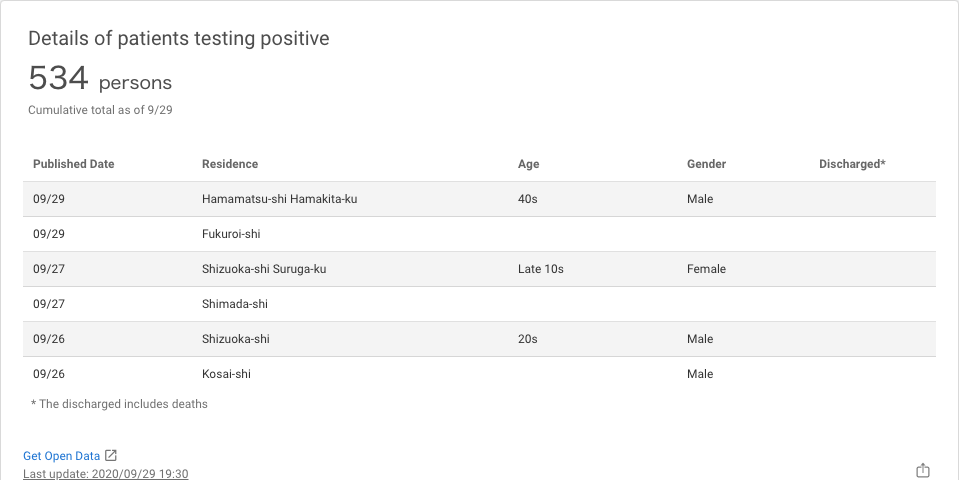 Details of patients testing positive
534 persons
Cumulative total as of 9/29
Published Date Residence Age Gender Discharged*
09/29 Hamamatsu-shi Hamakita-ku 40s Male
09/29 Fukuroi-shi
09/27 Shizuoka-shi Suruga-ku Late 10s Female
09/27 Shimada-shi
09/26 Shizuoka-shi 20s Male
09/26 Kosai-shi Male
* The discharged includes deaths
Get Open Data
Last update: 2020/09/29 19:30